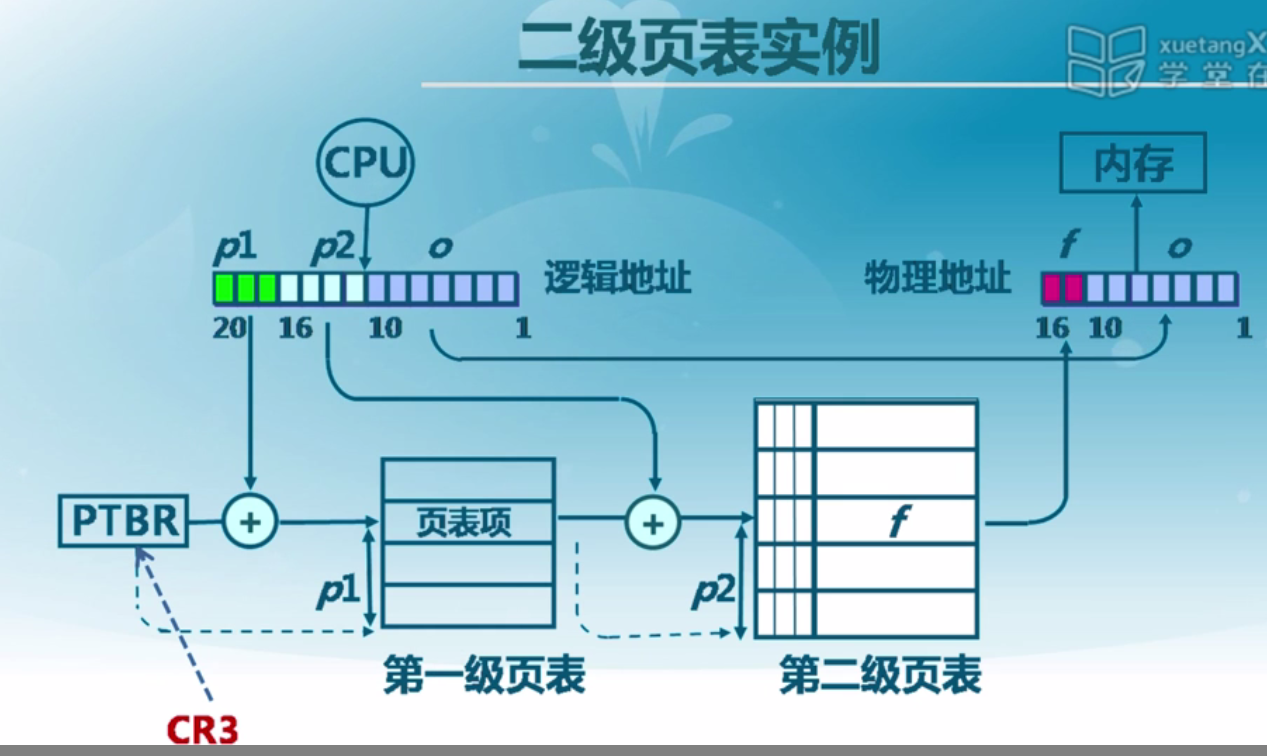 二级页表实例
xuetangX
学堂在
CPU
内存
p1 p2 o
f o
逻辑地址
物理地址
20 16 10 1
16 10 1
PTBR
+
页表项
+
f
p1
p2
第一级页表
第二级页表
CR3